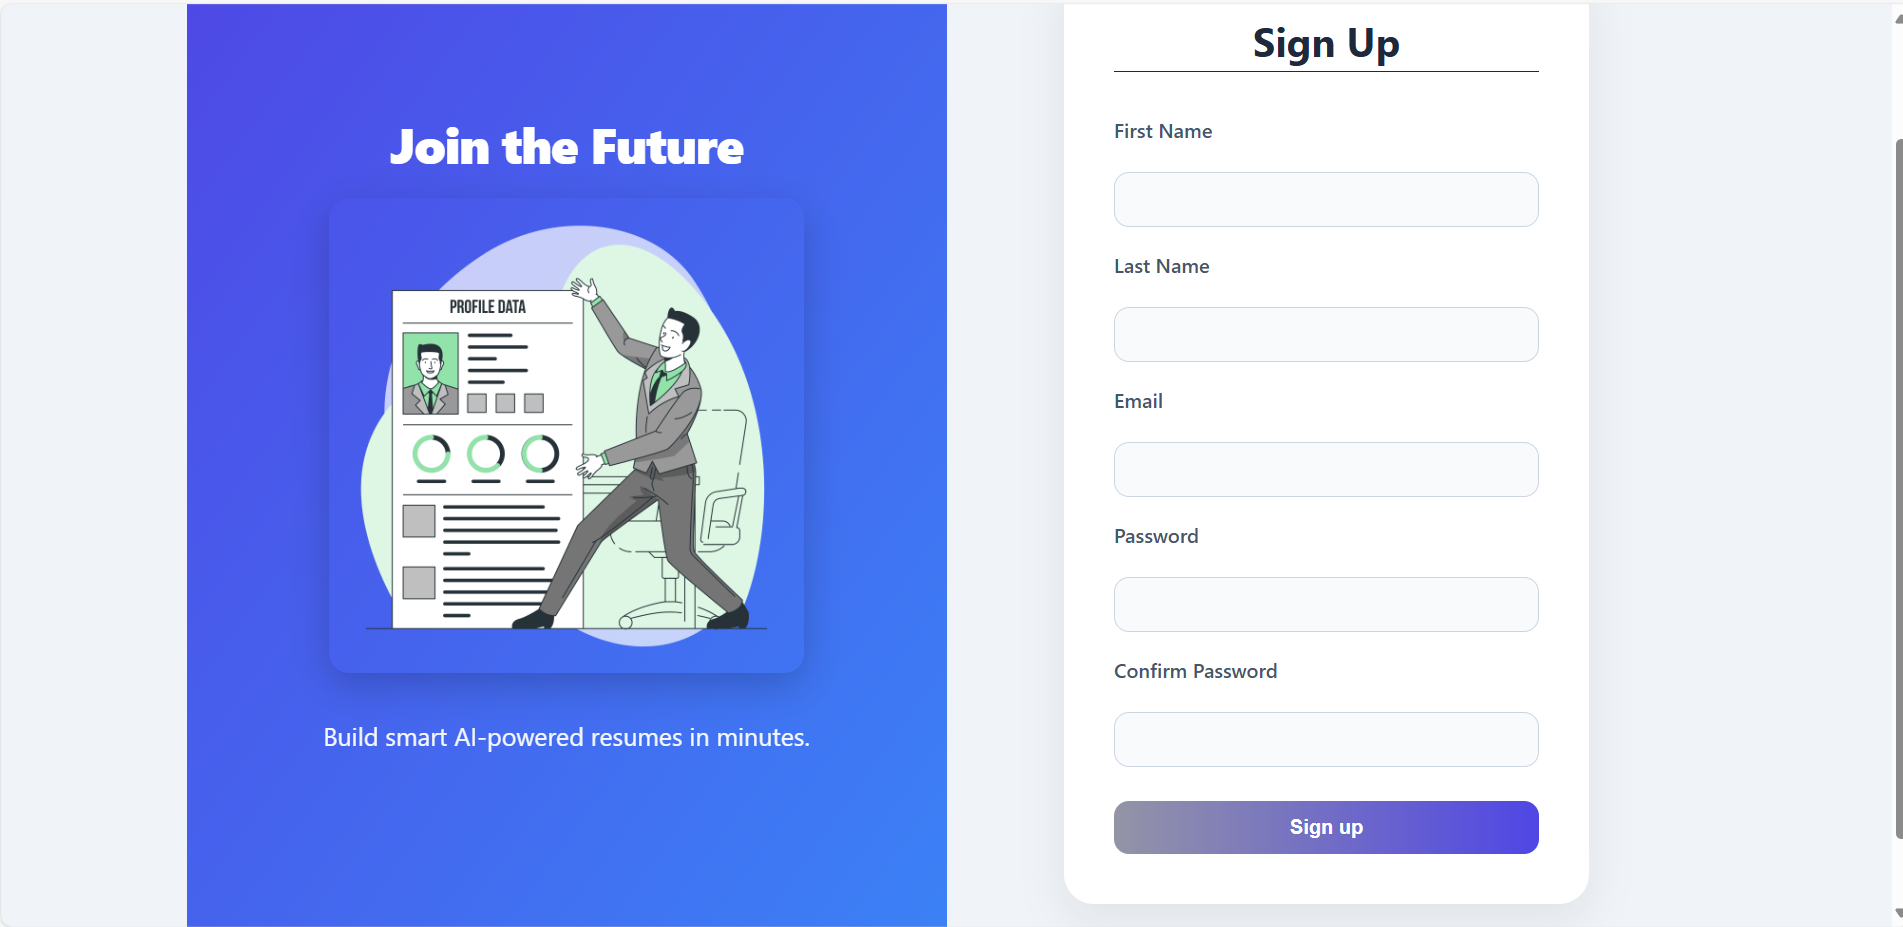 Join the Future
PROFILE DATA
Build smart AI-powered resumes in minutes.
Sign Up
First Name
Last Name
Email
Password
Confirm Password
Sign up